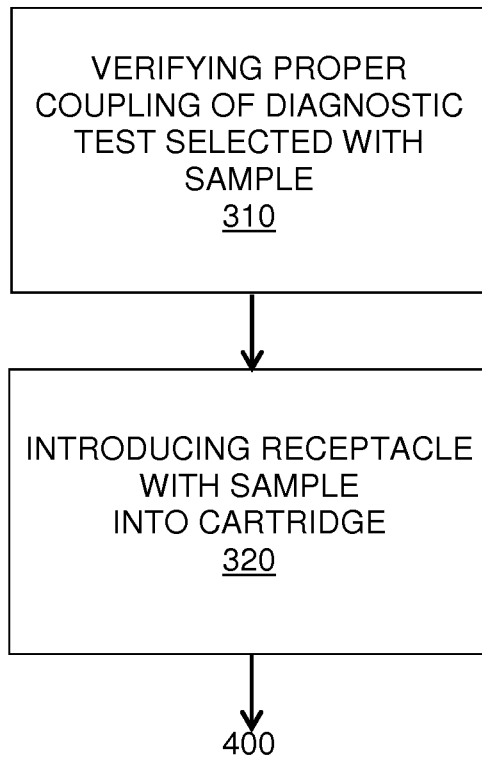 VERIFYING PROPER
COUPLING OF DIAGNOSTIC
TEST SELECTED WITH
SAMPLE
310
INTRODUCING RECEPTACLE
WITH SAMPLE
INTO CARTRIDGE
320
400